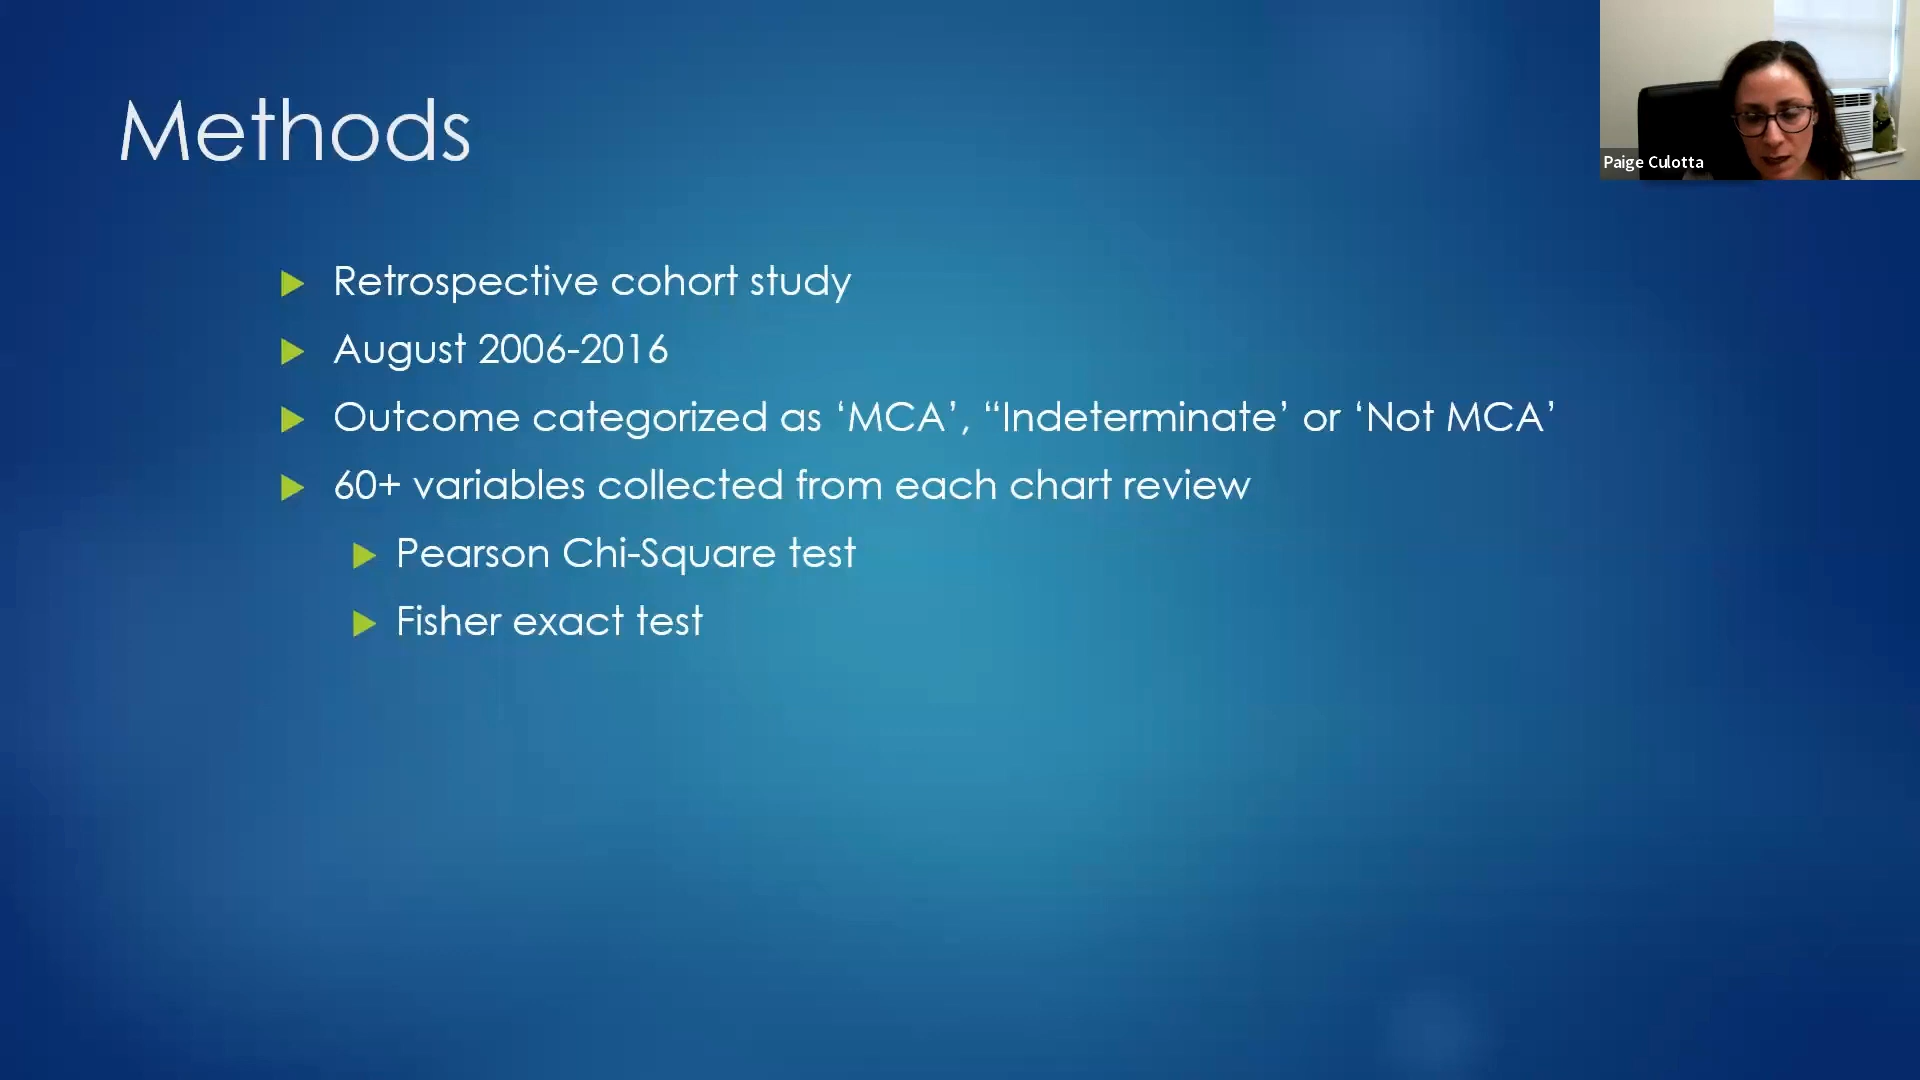 Methods
Paige Culotta
Retrospective cohort study
August 2006-2016
Outcome categorized as ‘MCA’, “Indeterminate’ or ‘Not MCA’
60+ variables collected from each chart review
Pearson Chi-Square test
Fisher exact test